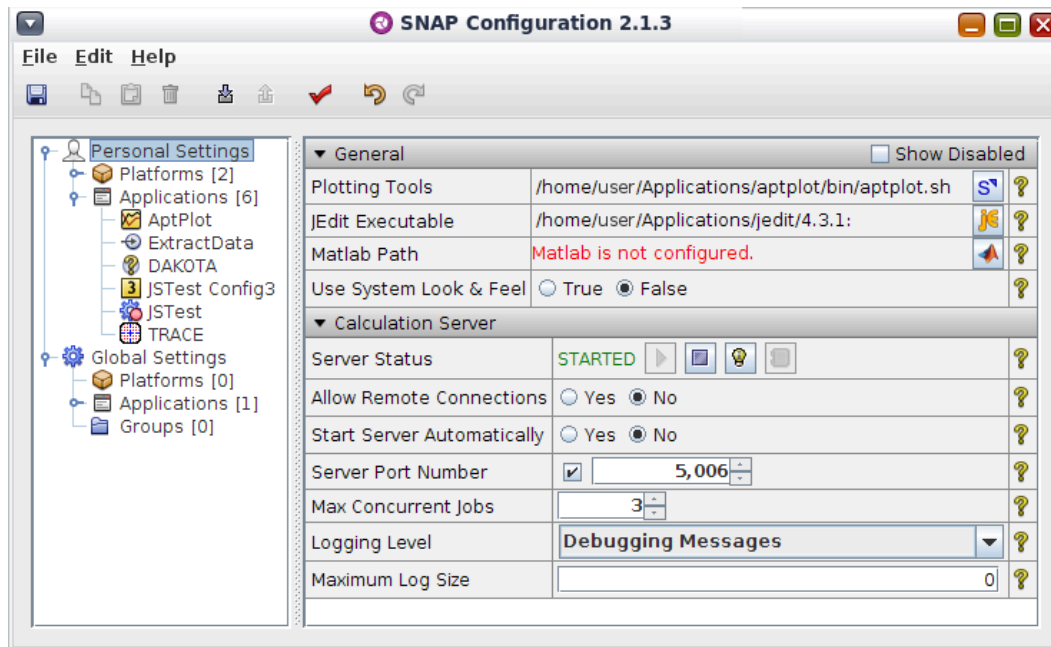 SNAP Configuration 2.1.3
File Edit Help
Personal Settings
Platforms [2]
Applications [6]
AptPlot
ExtractData
DAKOTA
3 JSTest Config3
JSTest
TRACE
Global Settings
Platforms [0]
Applications [1]
Groups [0]
General Show Disabled
Plotting Tools /home/user/Applications/aptplot/bin/aptplot.sh S ?
JEdit Executable /home/user/Applications/jedit/4.3.1: jE ?
Matlab Path Matlab is not configured. ?
Use System Look & Feel True False ?
Calculation Server
Server Status STARTED ?
Allow Remote Connections Yes No ?
Start Server Automatically Yes No ?
Server Port Number 5,006 ?
Max Concurrent Jobs 3 ?
Logging Level Debugging Messages ?
Maximum Log Size 0 ?